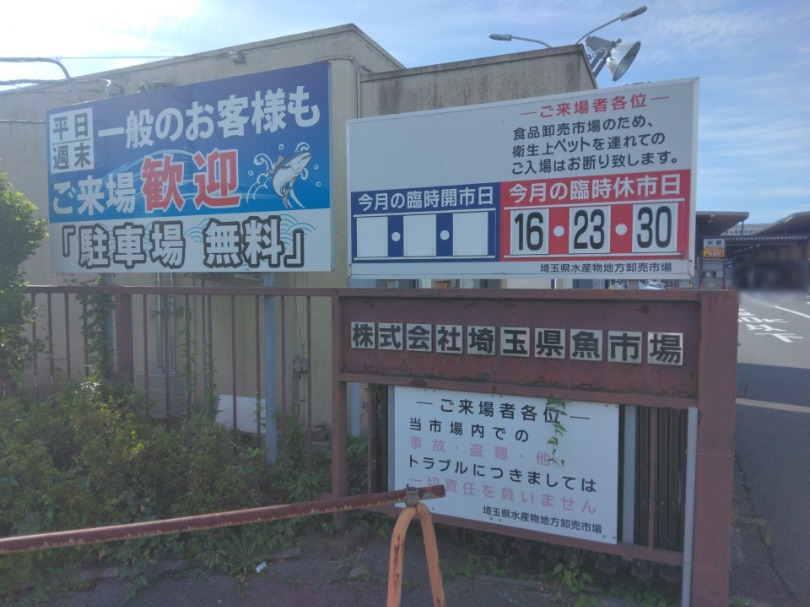 平日
週末
一般のお客様も
ご来場歓迎
「駐車場 無料」
―ご来場者各位―
食品卸売市場のため、
衛生上ペットを連れての
ご入場はお断り致します。
今月の臨時開市日
今月の臨時休市日
16・23・30
埼玉県水産物地方卸売市場
株式会社埼玉県魚市場
―ご来場者各位―
当市場内での
事故・盗難・他、
トラブルにつきましては
一切責任を負いません
埼玉県水産物地方卸売市場